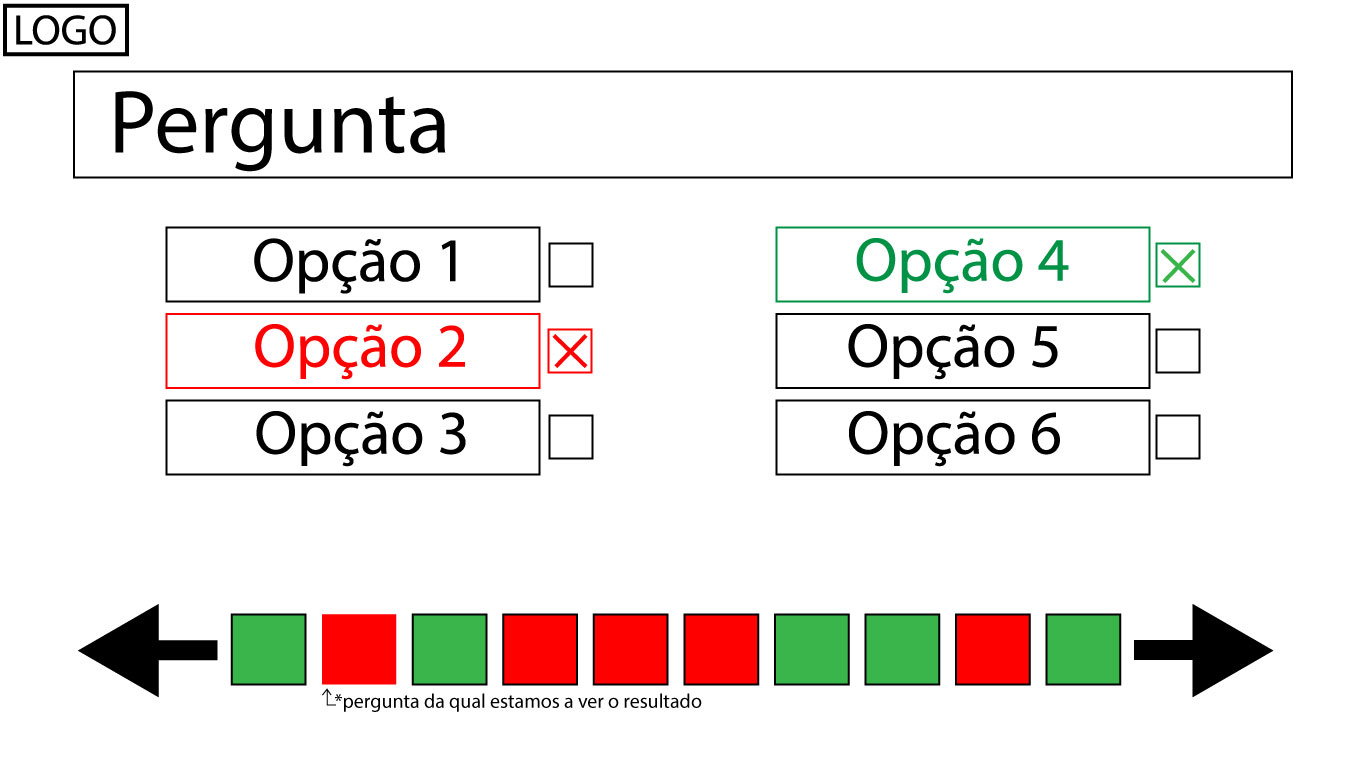 LOGO
Pergunta
Opção 1
Opção 2
Opção 3
Opção 4
Opção 5
Opção 6
*pergunta da qual estamos a ver o resultado